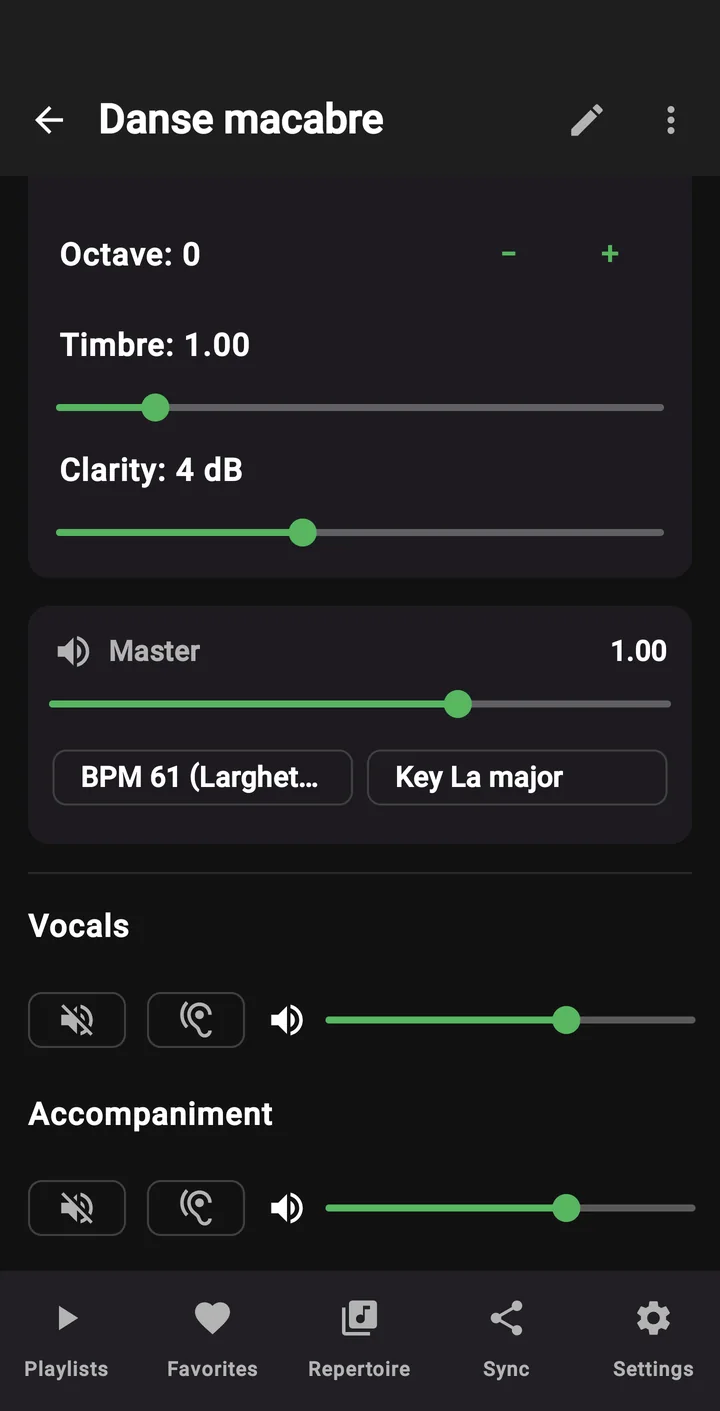 Danse macabre
Octave: 0 - +
Timbre: 1.00
Clarity: 4 dB
Master 1.00
BPM 61 (Larghet… Key La major
Vocals
Accompaniment
Playlists Favorites Repertoire Sync Settings